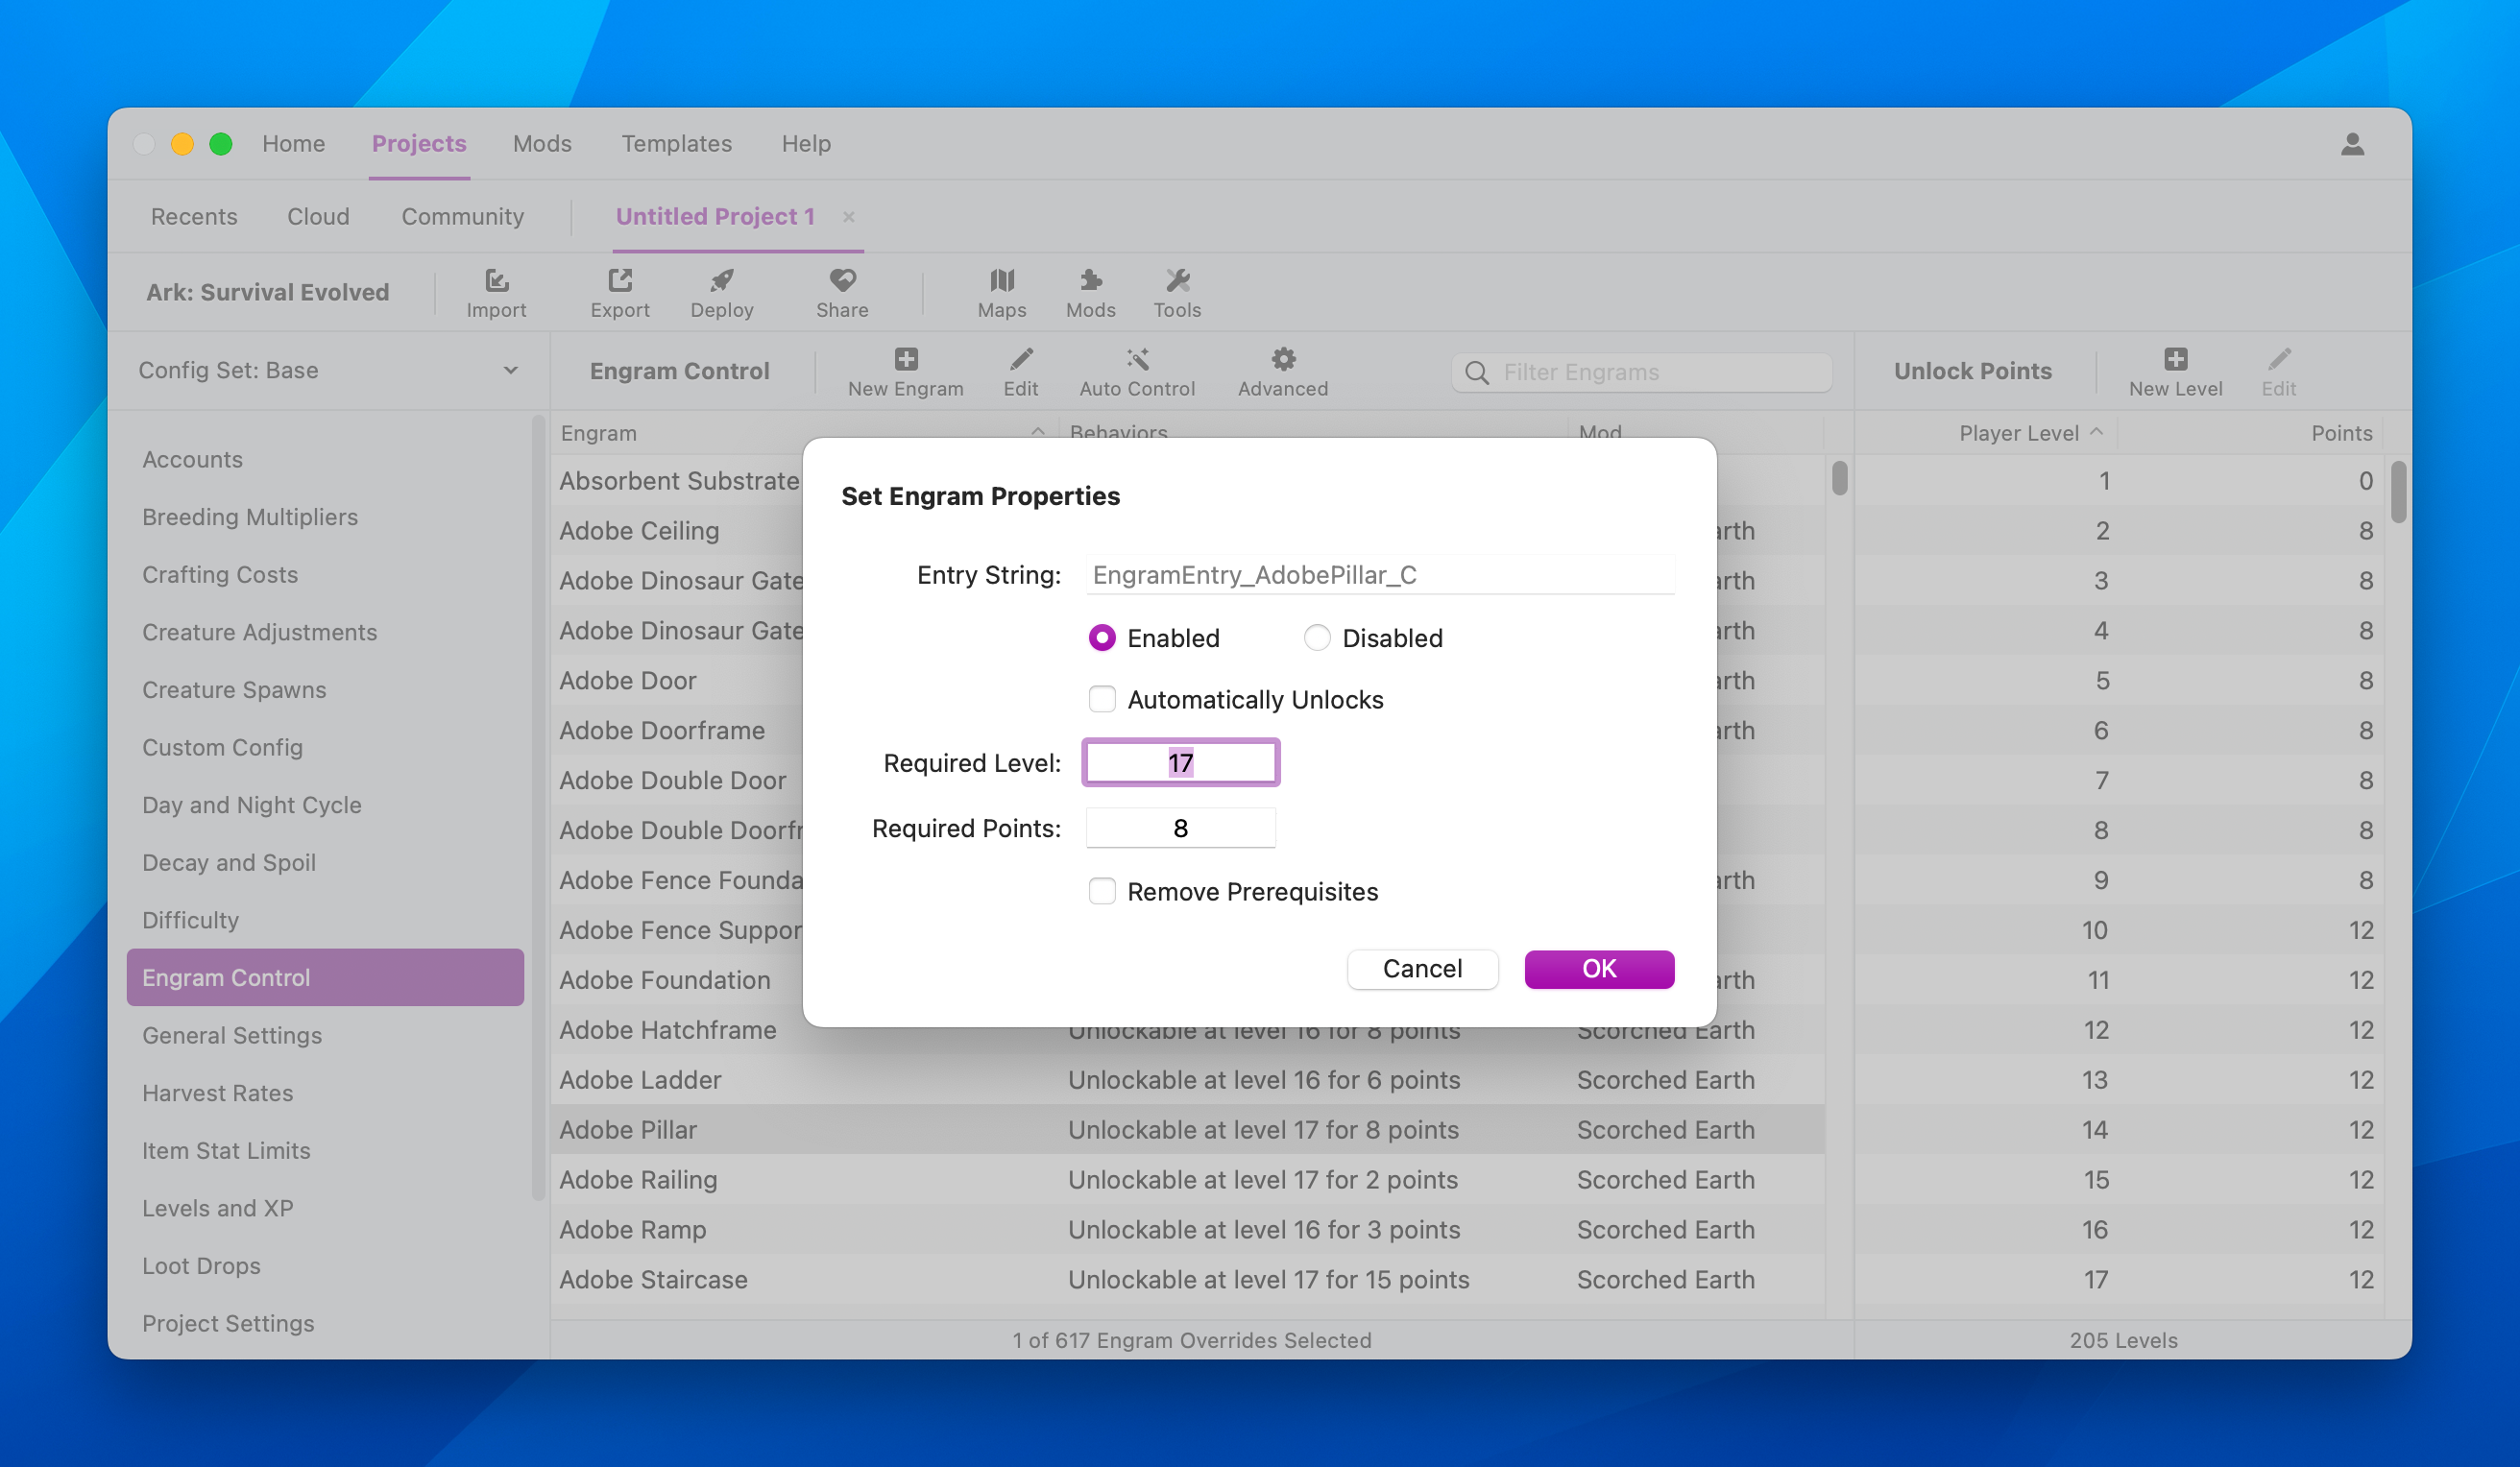 Home Projects Mods Templates Help
Recents Cloud Community Untitled Project 1 ×
Ark: Survival Evolved Import Export Deploy Share Maps Mods Tools
Config Set: Base
Accounts
Breeding Multipliers
Crafting Costs
Creature Adjustments
Creature Spawns
Custom Config
Day and Night Cycle
Decay and Spoil
Difficulty
Engram Control
General Settings
Harvest Rates
Item Stat Limits
Levels and XP
Loot Drops
Project Settings
Engram Control New Engram Edit Auto Control Advanced Filter Engrams
Engram Behaviors Mod
Absorbent Substrate
Adobe Ceiling arth
Adobe Dinosaur Gate arth
Adobe Dinosaur Gate arth
Adobe Door arth
Adobe Doorframe arth
Adobe Double Door
Adobe Double Doorfr
Adobe Fence Founda arth
Adobe Fence Suppor
Adobe Foundation arth
Adobe Hatchframe Unlockable at level 16 for 8 points Scorched Earth
Adobe Ladder Unlockable at level 16 for 6 points Scorched Earth
Adobe Pillar Unlockable at level 17 for 8 points Scorched Earth
Adobe Railing Unlockable at level 17 for 2 points Scorched Earth
Adobe Ramp Unlockable at level 16 for 3 points Scorched Earth
Adobe Staircase Unlockable at level 17 for 15 points Scorched Earth
1 of 617 Engram Overrides Selected
Set Engram Properties
Entry String: EngramEntry_AdobePillar_C
Enabled Disabled
Automatically Unlocks
Required Level: 17
Required Points: 8
Remove Prerequisites
Cancel OK
Unlock Points New Level Edit
Player Level Points
1 0
2 8
3 8
4 8
5 8
6 8
7 8
8 8
9 8
10 12
11 12
12 12
13 12
14 12
15 12
16 12
17 12
205 Levels